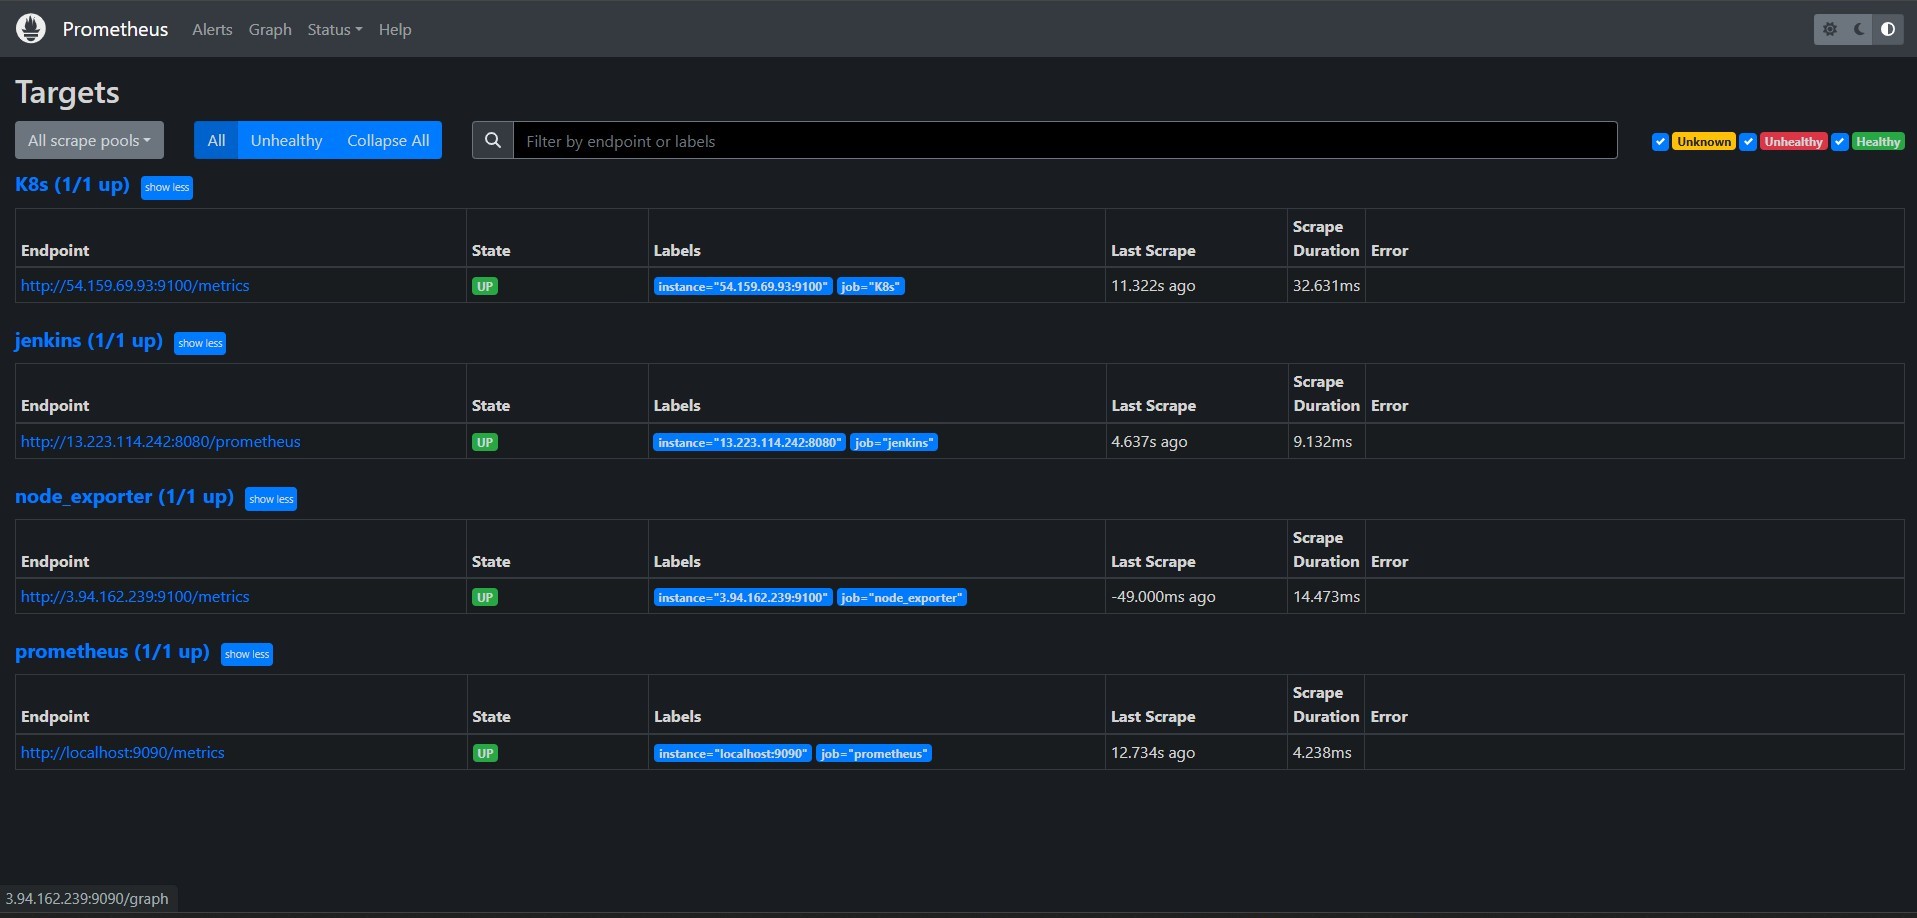 Prometheus Alerts Graph Status Help
Targets
All scrape pools All Unhealthy Collapse All Filter by endpoint or labels Unknown Unhealthy Healthy
K8s (1/1 up) show less
Endpoint State Labels Last Scrape Scrape Duration Error
http://54.159.69.93:9100/metrics UP instance="54.159.69.93:9100" job="K8s" 11.322s ago 32.631ms
jenkins (1/1 up) show less
Endpoint State Labels Last Scrape Scrape Duration Error
http://13.223.114.242:8080/prometheus UP instance="13.223.114.242:8080" job="jenkins" 4.637s ago 9.132ms
node_exporter (1/1 up) show less
Endpoint State Labels Last Scrape Scrape Duration Error
http://3.94.162.239:9100/metrics UP instance="3.94.162.239:9100" job="node_exporter" -49.000ms ago 14.473ms
prometheus (1/1 up) show less
Endpoint State Labels Last Scrape Scrape Duration Error
http://localhost:9090/metrics UP instance="localhost:9090" job="prometheus" 12.734s ago 4.238ms
3.94.162.239:9090/graph